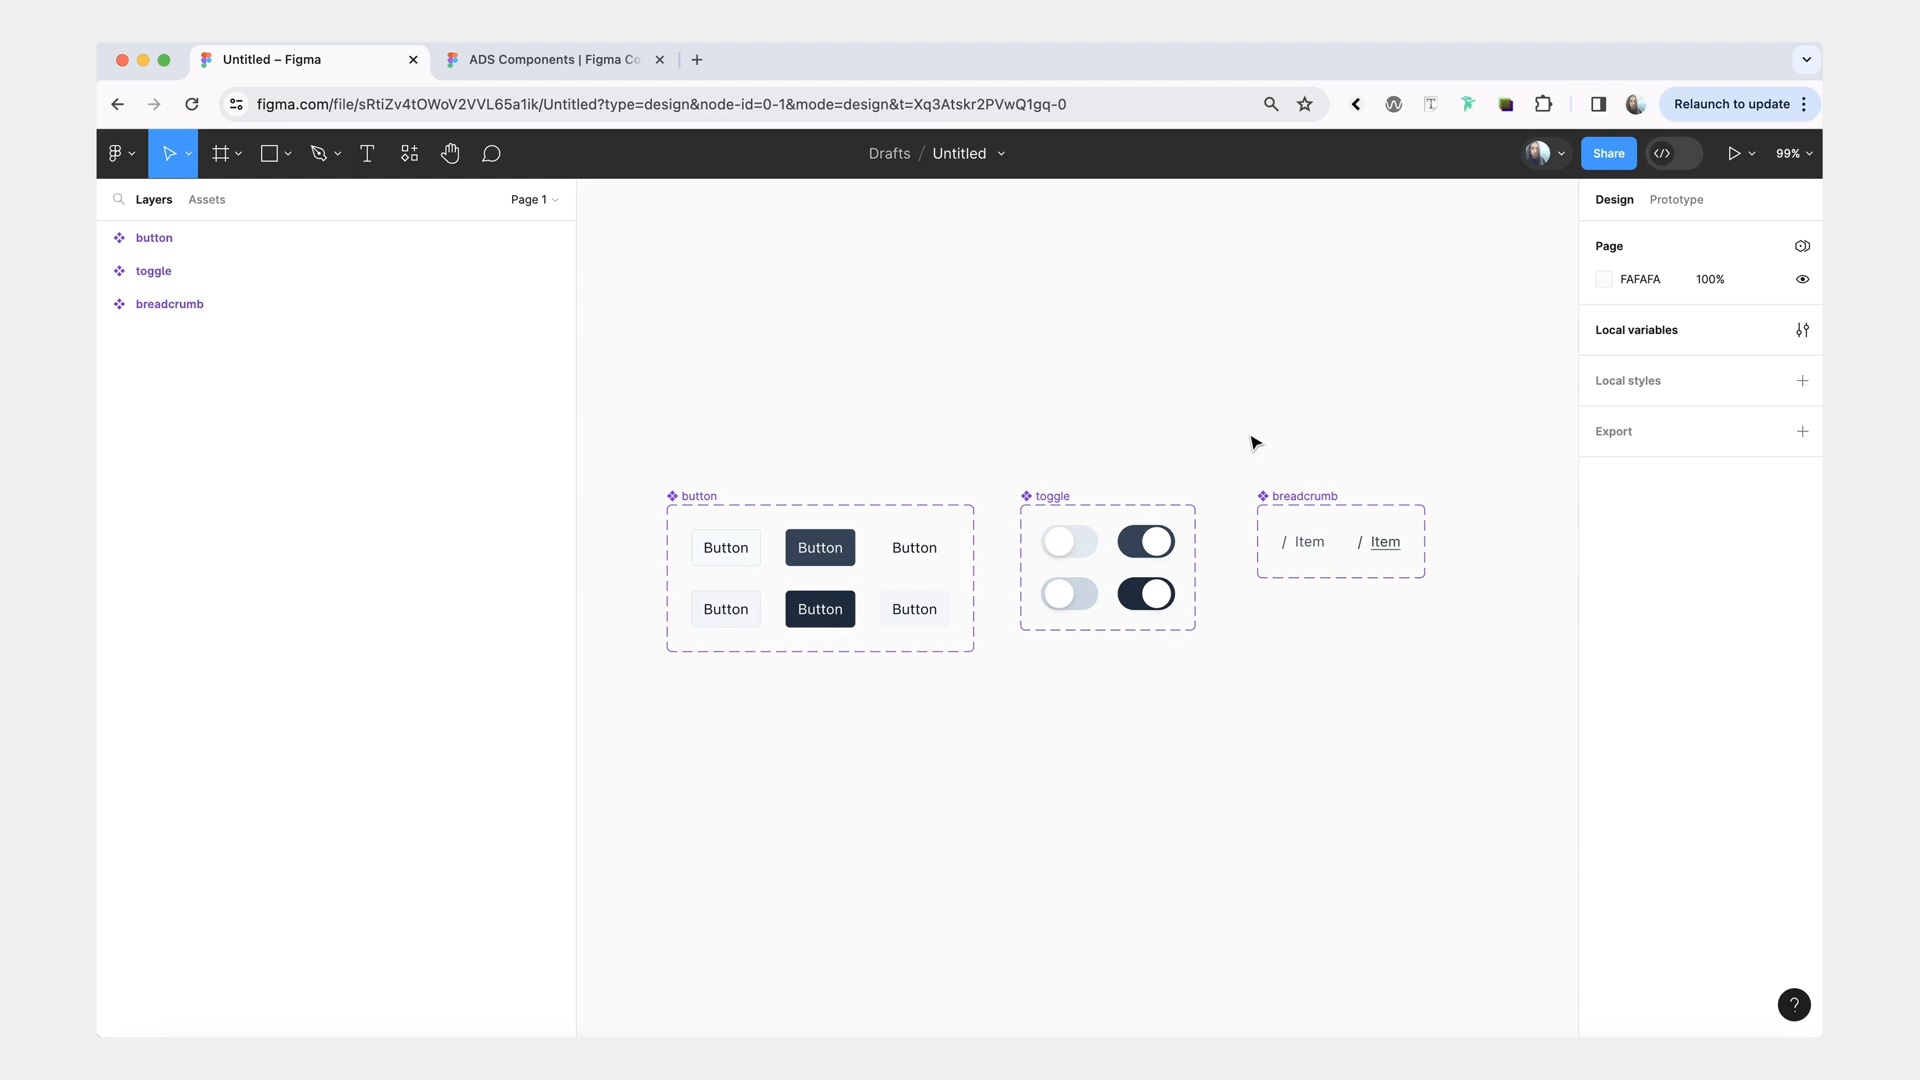 Untitled – Figma
ADS Components | Figma Co
figma.com/file/sRtiZv4tOWoV2VVL65a1ik/Untitled?type=design&node-id=0-1&mode=design&t=Xq3Atskr2PVwQ1gq-0
Relaunch to update
Drafts / Untitled
Share
99%
Layers
Assets
Page 1
Design
Prototype
button
toggle
breadcrumb
Page
FAFAFA
100%
Local variables
Local styles
Export
button
Button
Button
Button
Button
Button
Button
toggle
breadcrumb
/ Item
/ Item
?